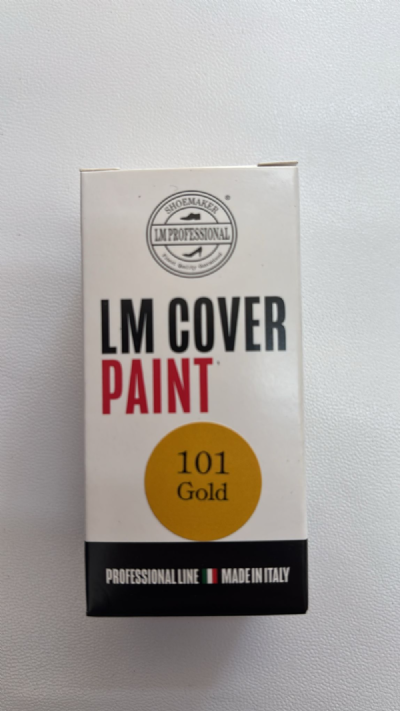 SHOEMAKER
®
LM PROFESSIONAL
LM COVER
PAINT
101
Gold
PROFESSIONAL LINE MADE IN ITALY